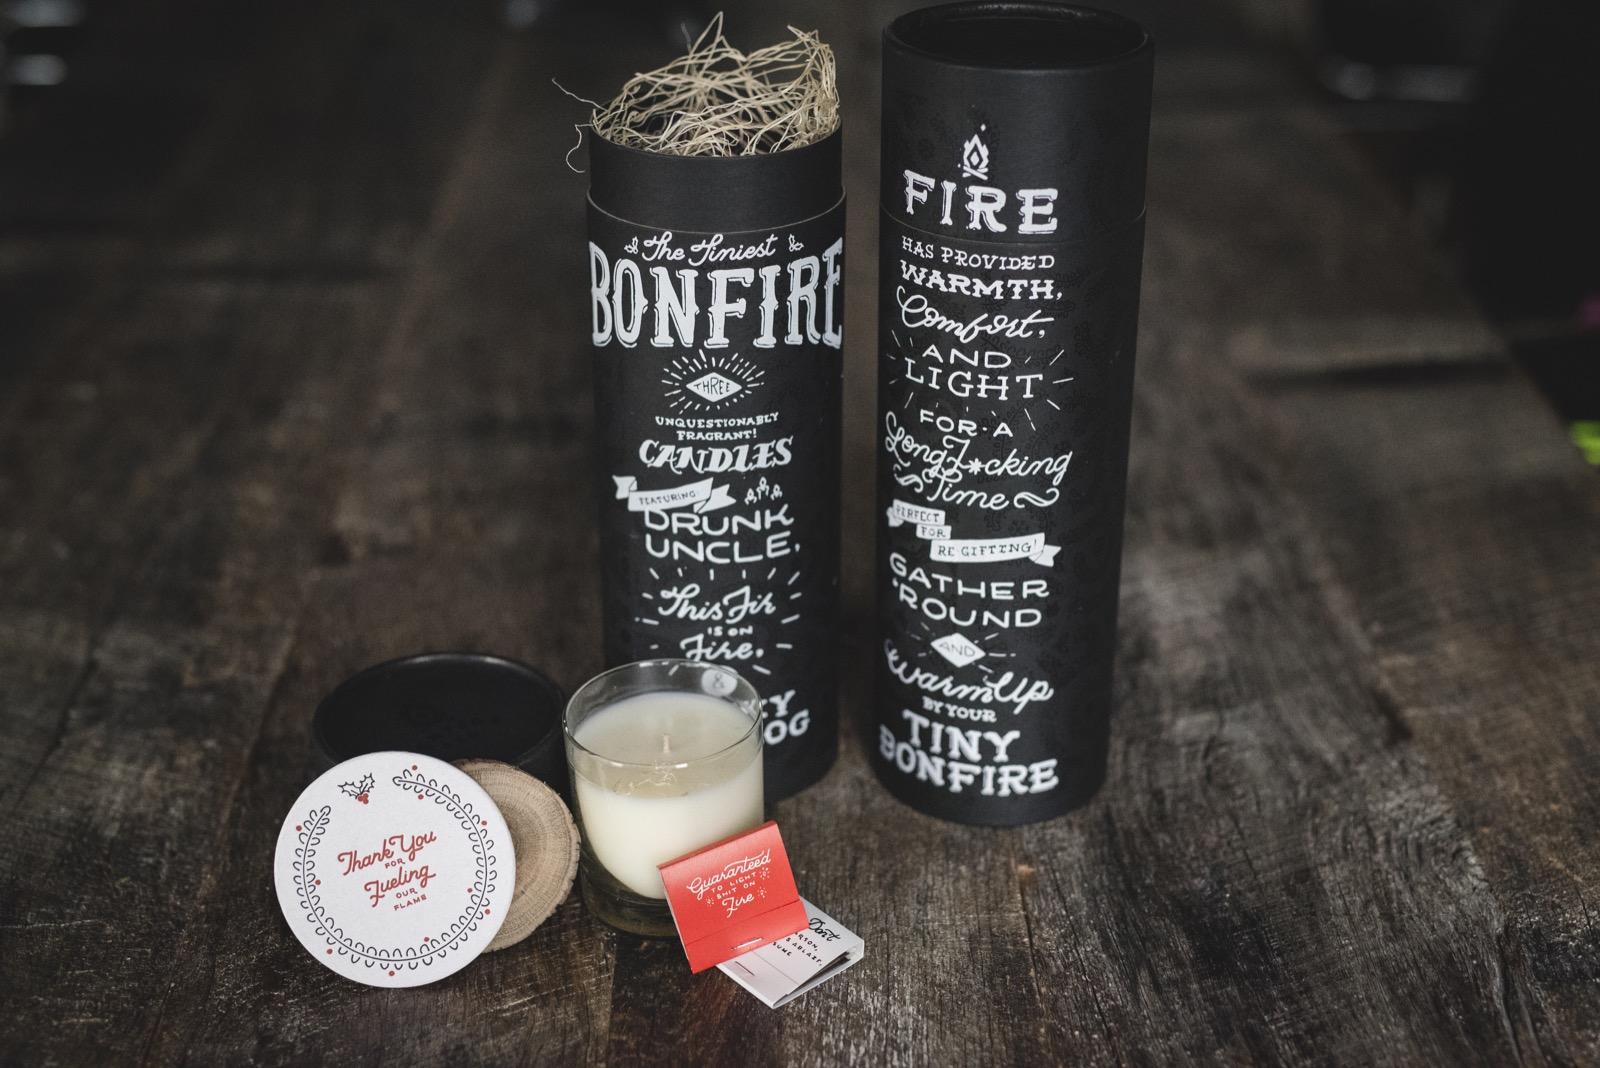 The Tiniest
BONFIRE
THREE
UNQUESTIONABLY
FRAGRANT!
CANDLES
FEATURING:
DRUNK
UNCLE,
This Fir
IS ON
Fire,
&
OG
FIRE
HAS PROVIDED
WARMTH,
Comfort,
AND
LIGHT
FOR·A
Long F*cking
Time
PERFECT
FOR
RE-GIFTING!
GATHER
'ROUND
AND
Warm Up
BY YOUR
TINY
BONFIRE
Thank You
FOR
Fueling
OUR
FLAME
Guaranteed
TO LIGHT
SHIT ON
Fire
Don't